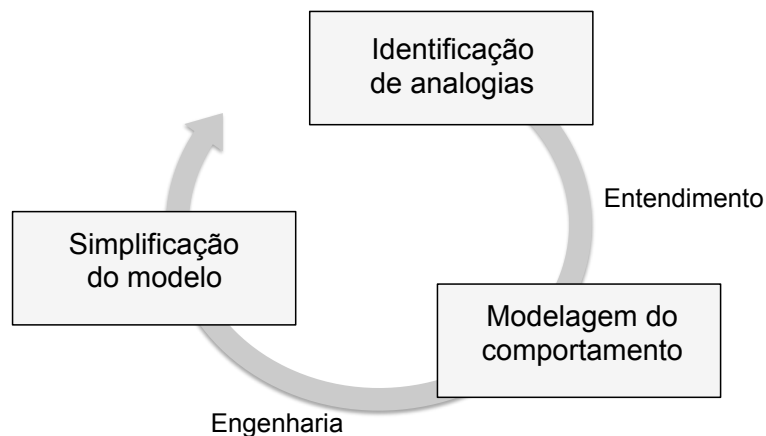 Identificação
de analogias
Entendimento
Simplificação
do modelo
Modelagem do
comportamento
Engenharia